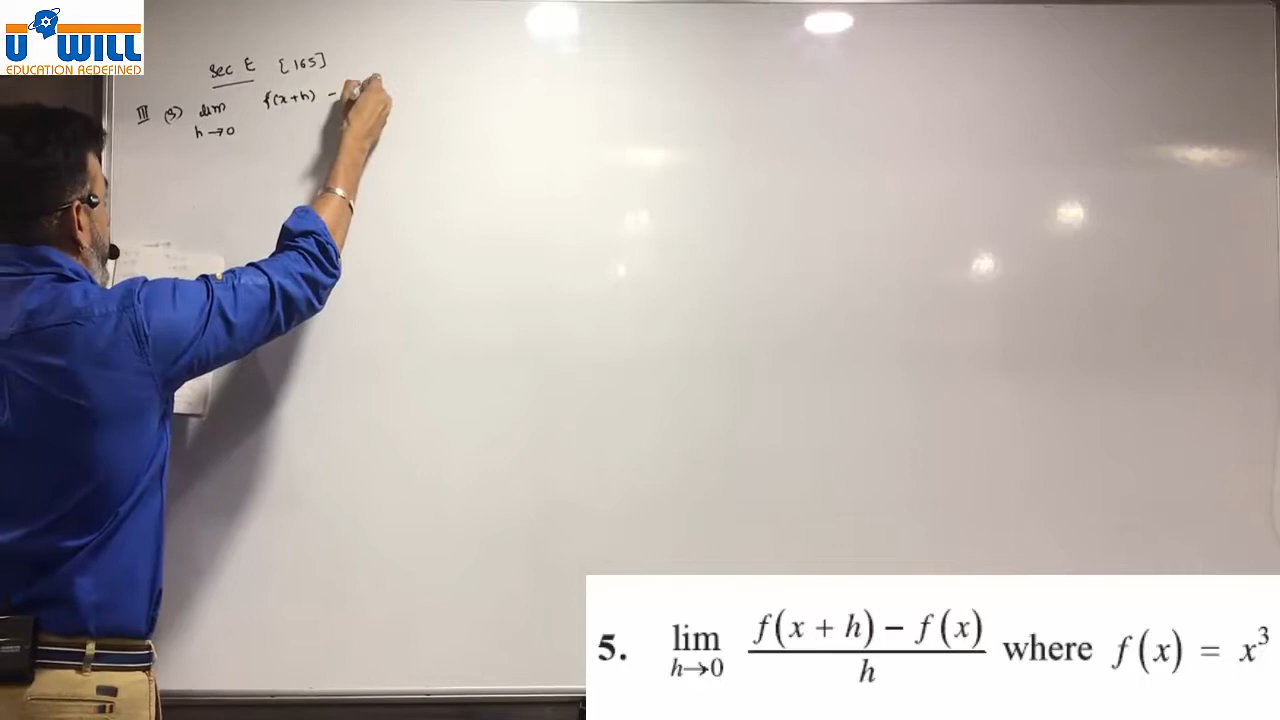 U WILL
EDUCATION REDEFINED
Sec E [165]
III (5) lim f(x+h) -
h→0
5. lim h→0 f(x + h) − f(x) / h where f(x) = x³